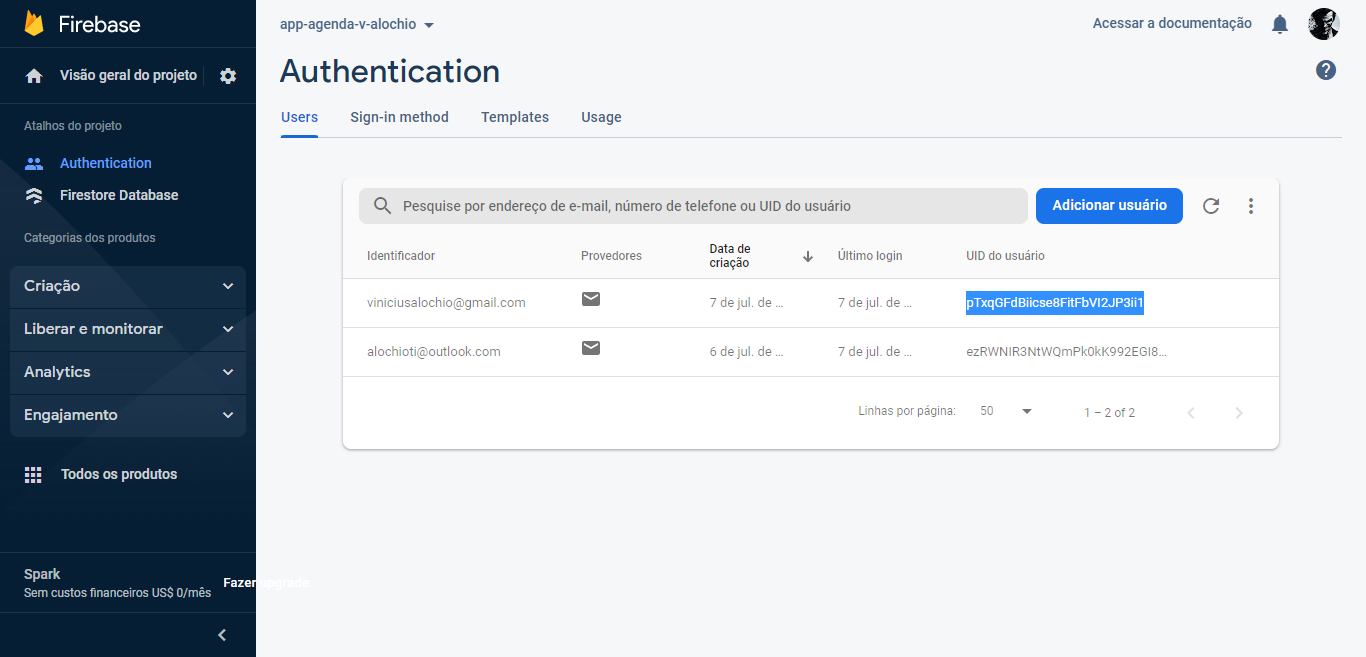 Firebase
app-agenda-v-alochio
Acessar a documentação
Visão geral do projeto
Authentication
Users
Sign-in method
Templates
Usage
Atalhos do projeto
Authentication
Firestore Database
Categorias dos produtos
Criação
Liberar e monitorar
Analytics
Engajamento
Todos os produtos
Spark
Sem custos financeiros US$ 0/mês
Fazer upgrade
Pesquise por endereço de e-mail, número de telefone ou UID do usuário
Adicionar usuário
Identificador
Provedores
Data de
criação
Último login
UID do usuário
viniciusalochio@gmail.com
7 de jul. de ...
7 de jul. de ...
pTxqGFdBiicse8FitFbVI2JP3ii1
alochioti@outlook.com
6 de jul. de ...
7 de jul. de ...
ezRWNIR3NtWQmPk0kK992EGI8...
Linhas por página:
50
1 – 2 of 2